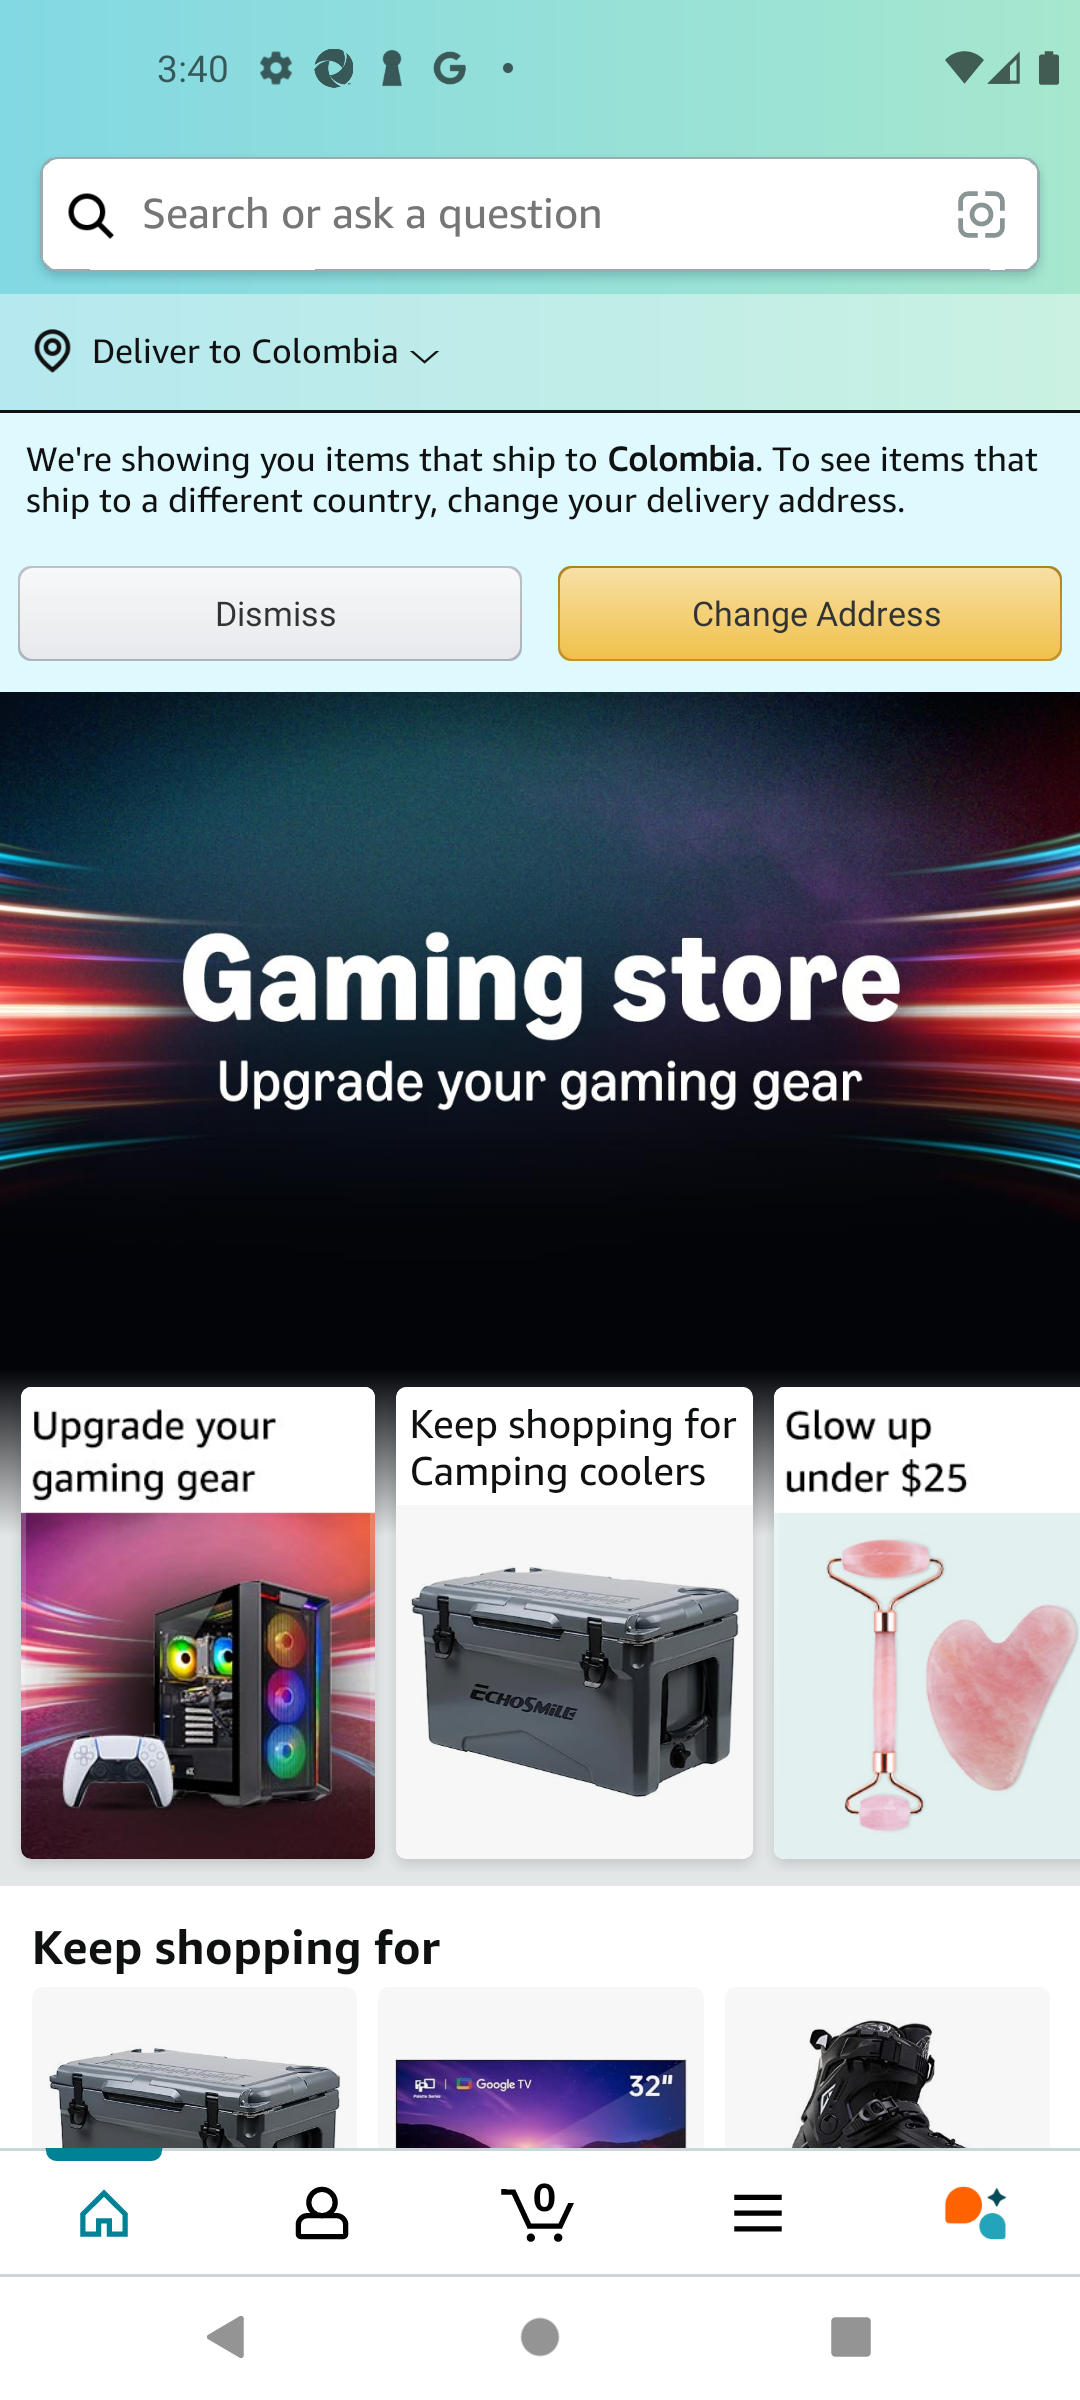 3:40
Search or ask a question
Deliver to Colombia
We're showing you items that ship to Colombia. To see items that
ship to a different country, change your delivery address.
Dismiss
Change Address
Gaming store
Upgrade your gaming gear
Upgrade your
gaming gear
Keep shopping for
Camping coolers
Glow up
under $25
ECHOSMILE
Keep shopping for
Google TV
32"
0